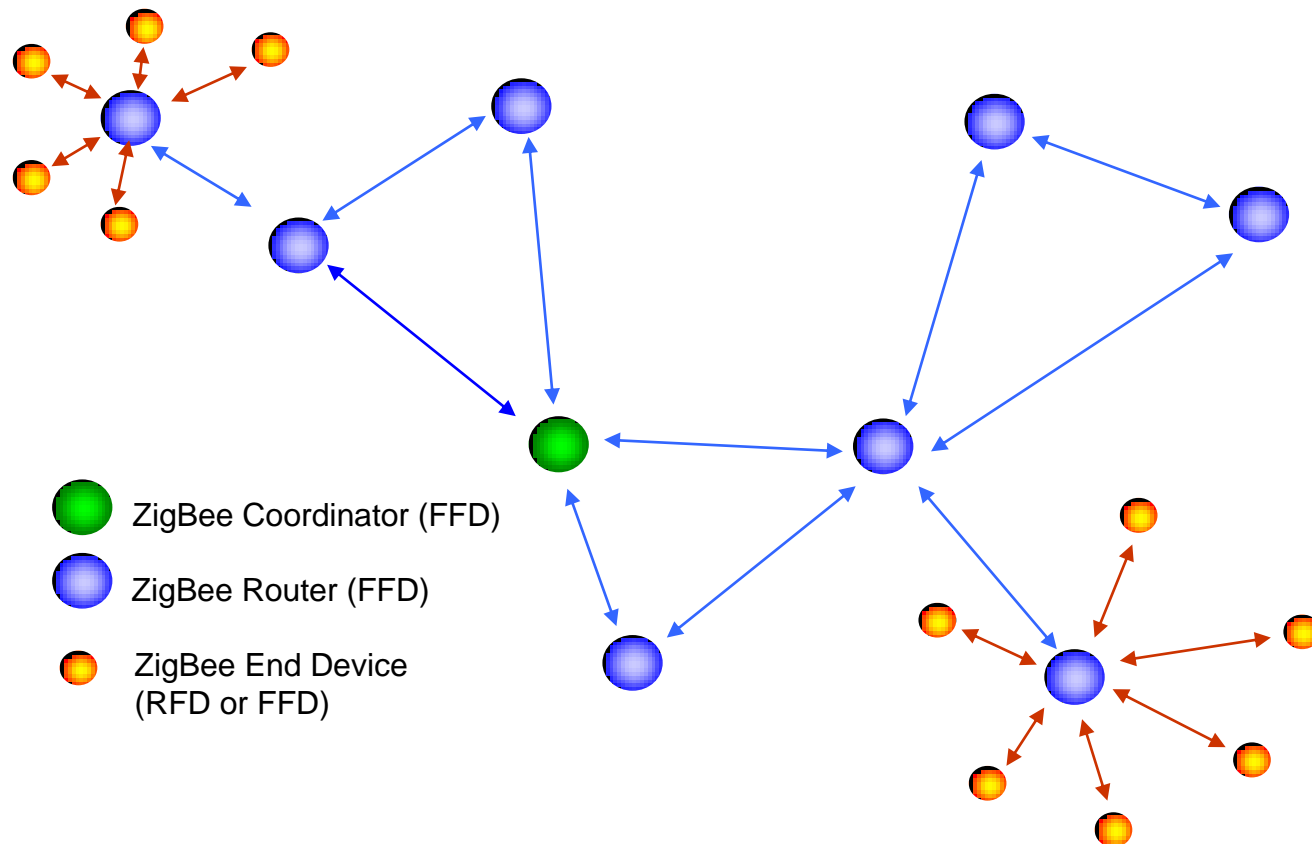 ZigBee Coordinator (FFD)
ZigBee Router (FFD)
ZigBee End Device
(RFD or FFD)